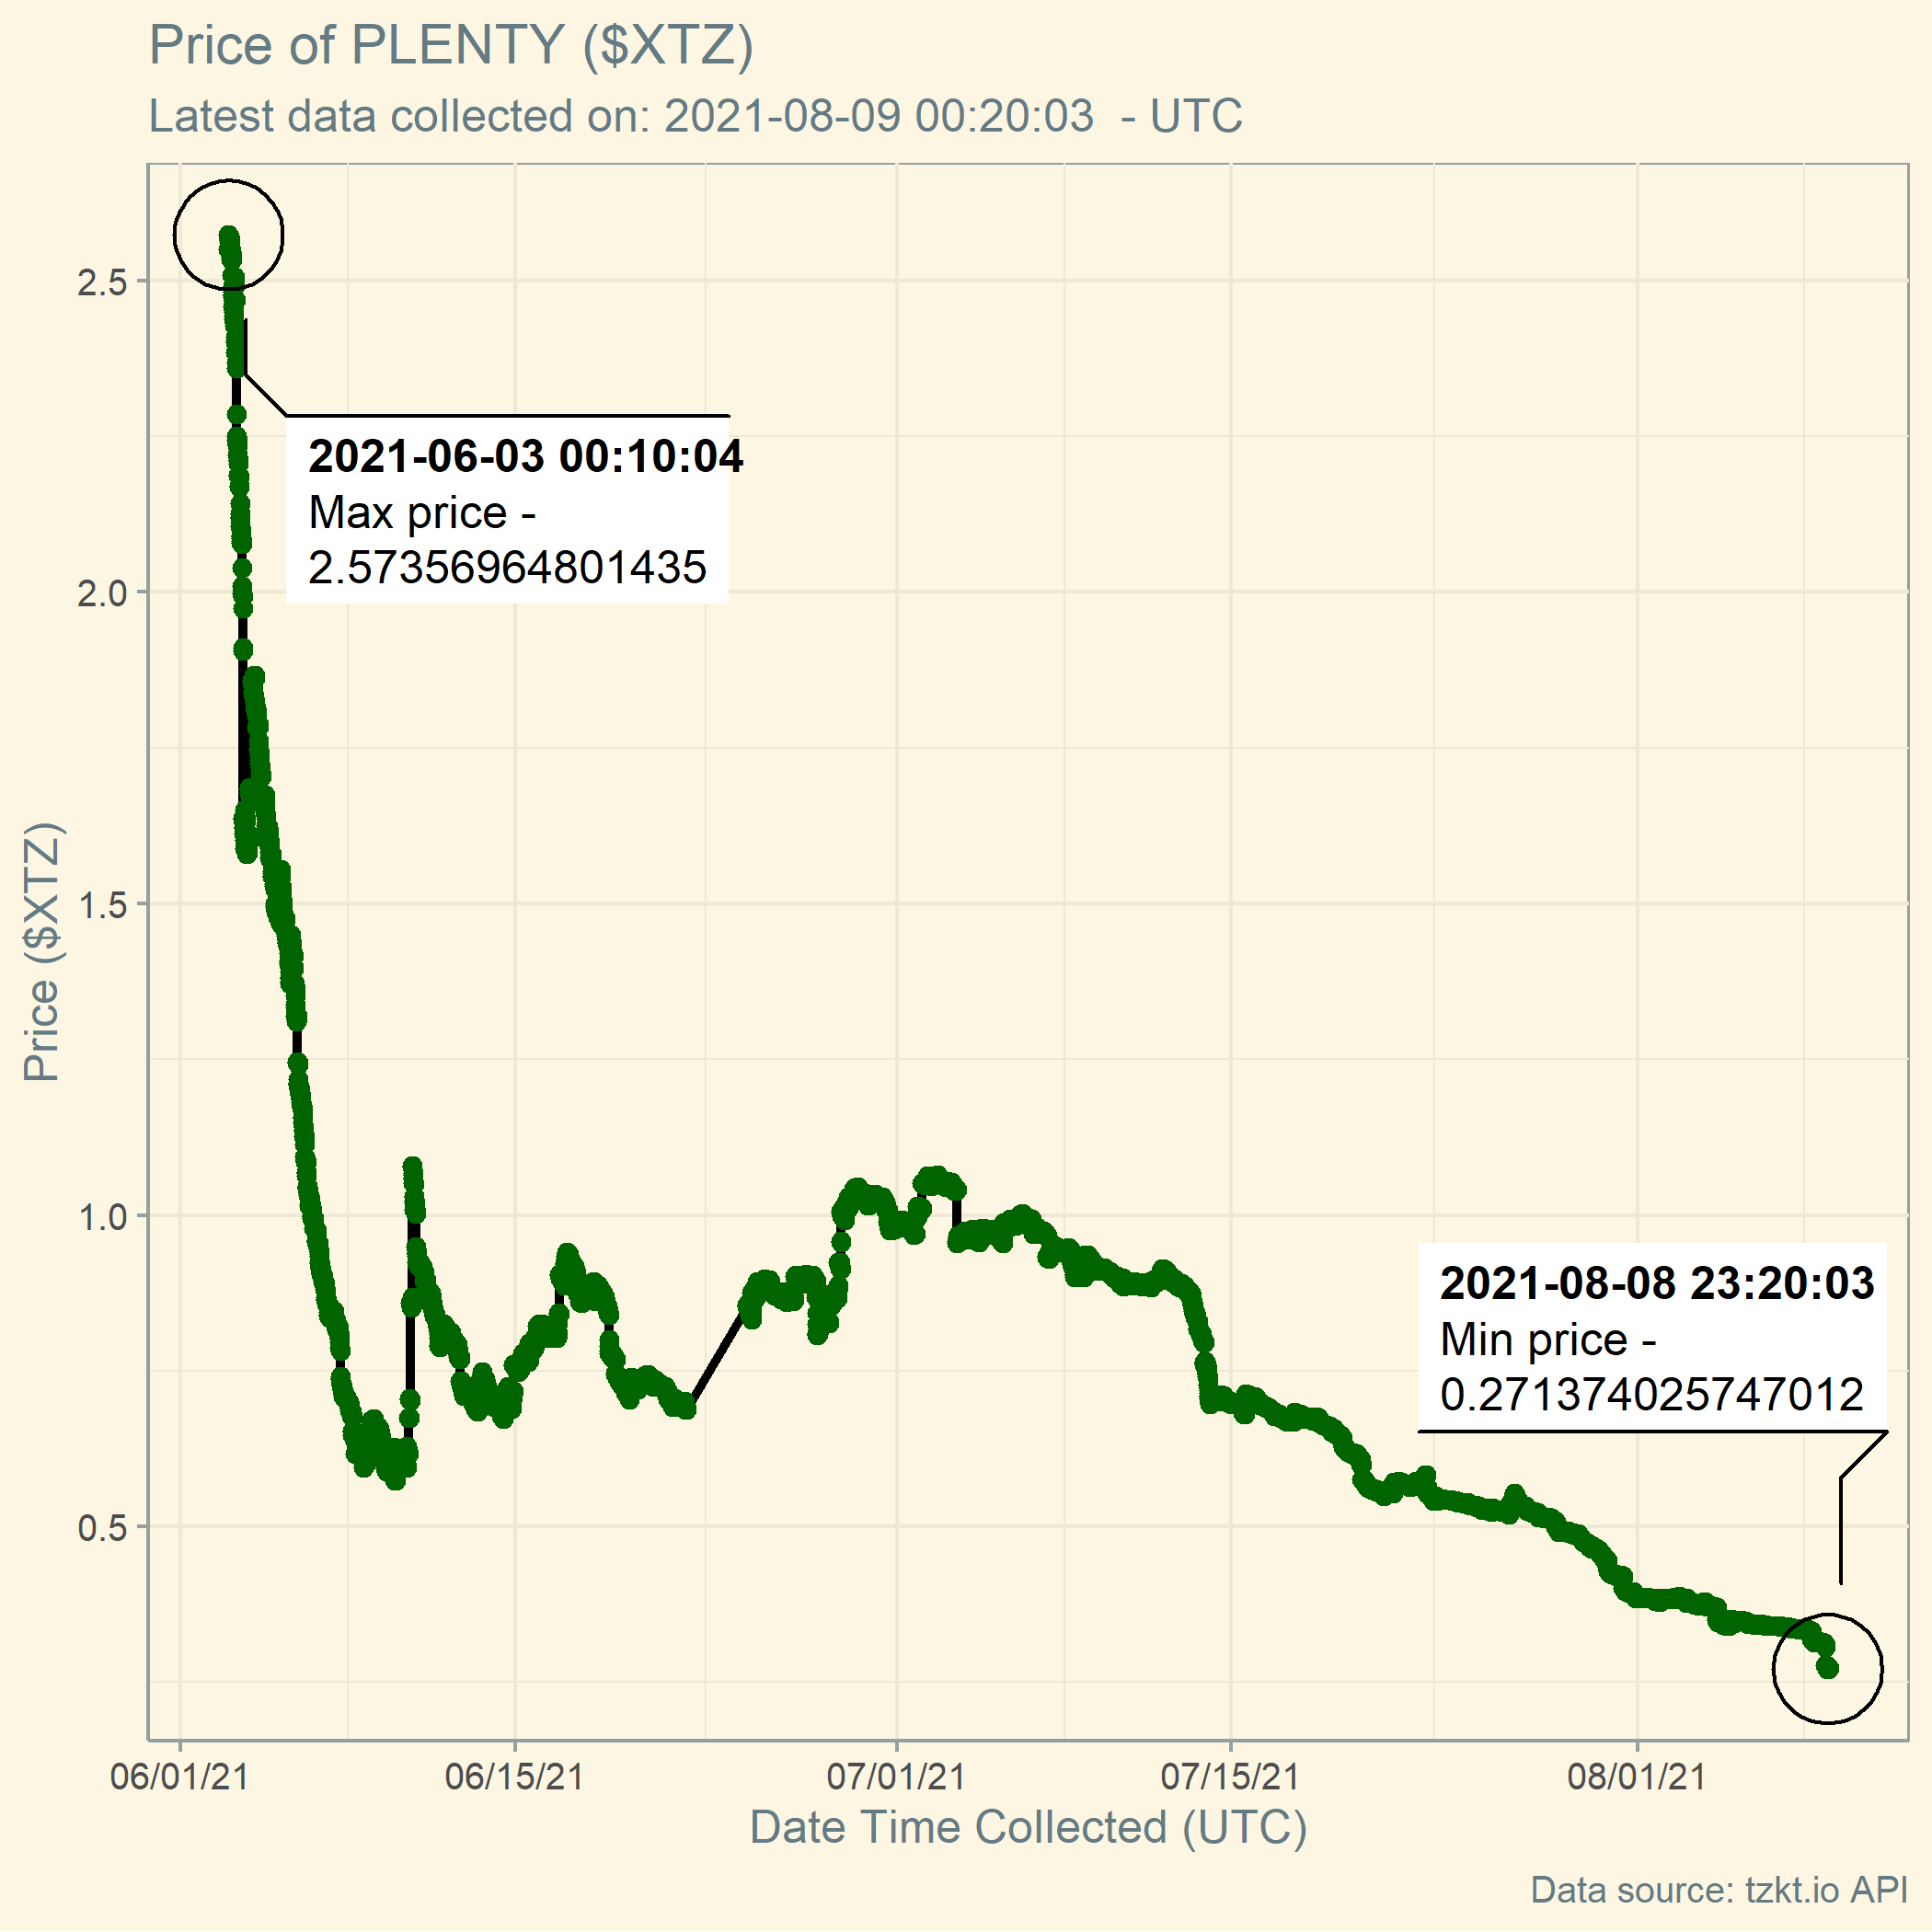 Price of PLENTY ($XTZ)
Latest data collected on: 2021-08-09 00:20:03  - UTC
2.5
2.0
1.5
1.0
0.5
Price ($XTZ)
2021-06-03 00:10:04
Max price -
2.57356964801435
2021-08-08 23:20:03
Min price -
0.271374025747012
06/01/21
06/15/21
07/01/21
07/15/21
08/01/21
Date Time Collected (UTC)
Data source: tzkt.io API